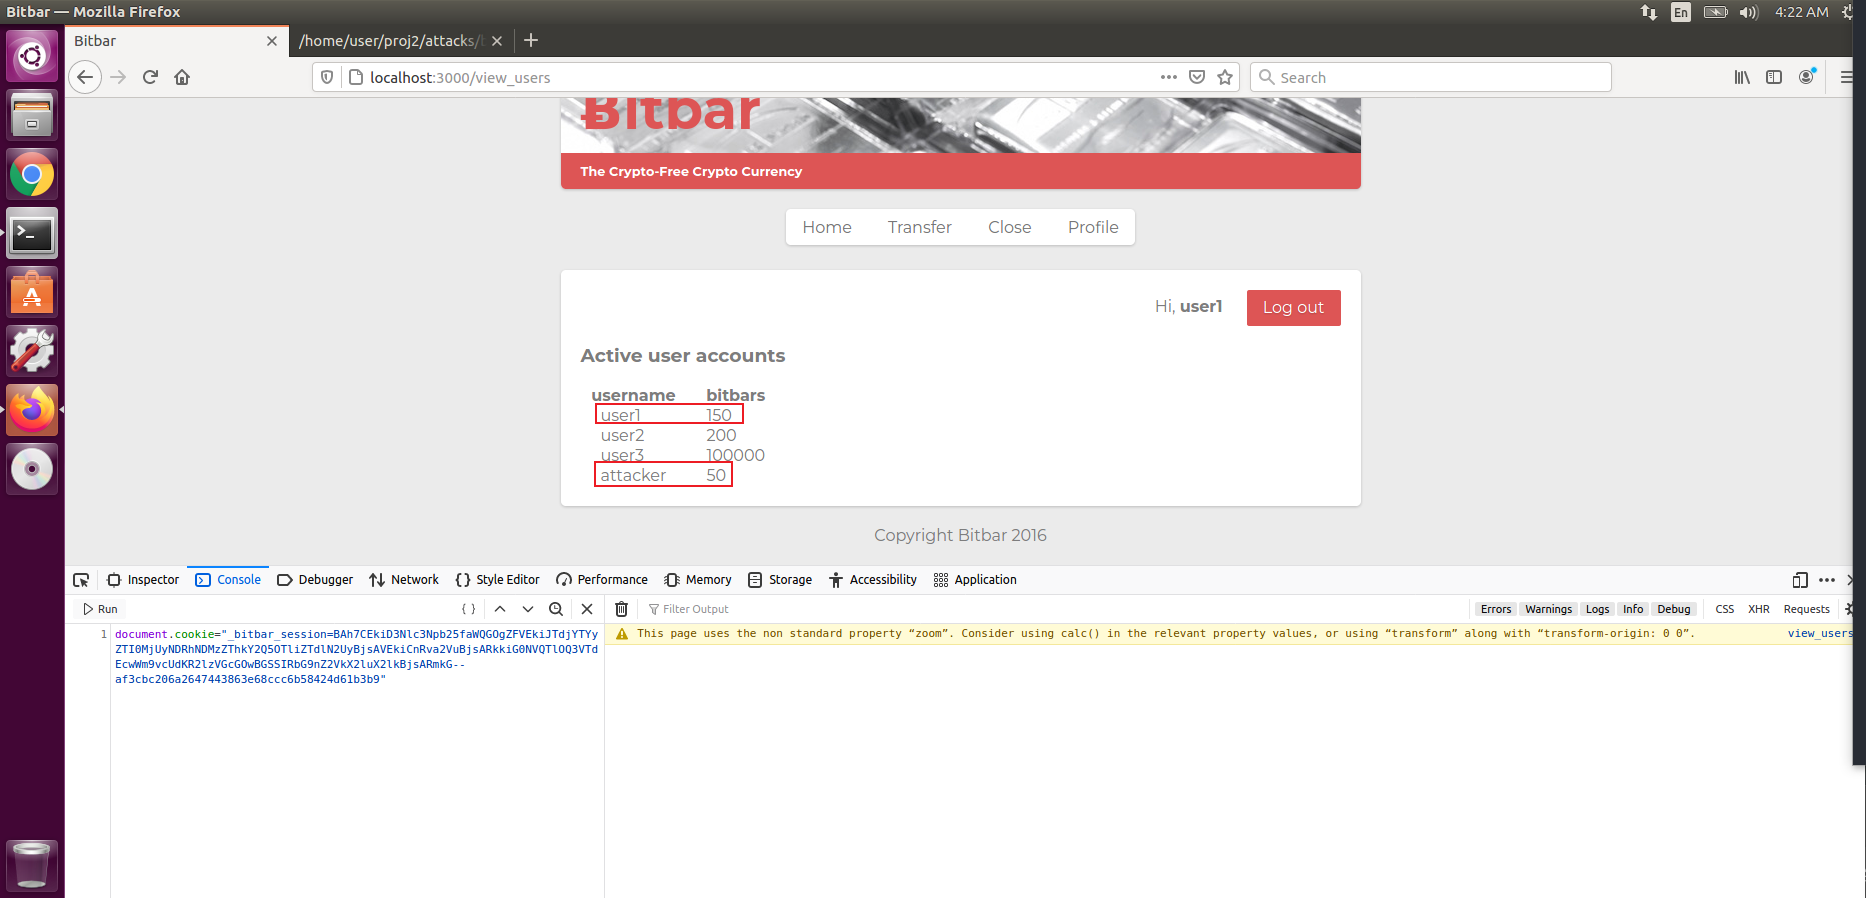 Bitbar — Mozilla Firefox
En
4:22 AM
Bitbar
/home/user/proj2/attacks/
localhost:3000/view_users
Search
Ƀitbar
The Crypto-Free Crypto Currency
Home Transfer Close Profile
Hi, user1 Log out
Active user accounts
username bitbars
user1 150
user2 200
user3 100000
attacker 50
Copyright Bitbar 2016
Inspector Console Debugger Network Style Editor Performance Memory Storage Accessibility Application
Run
Filter Output
Errors Warnings Logs Info Debug CSS XHR Requests
1 document.cookie="_bitbar_session=BAh7CEkiD3Nlc3Npb25faWQGOgZFVEkiJTdjYTYy
ZTI0MjUyNDRhNDMzZThkY2Q5OTliZTdlN2UyBjsAVEkiCnRva2VuBjsARkkiG0NVQTlOQ3VTd
EcwWm9vcUdKR2lzVGcGOwBGSSIRbG9nZ2VkX2luX2lkBjsARmkG--
af3cbc206a2647443863e68ccc6b58424d61b3b9"
This page uses the non standard property “zoom”. Consider using calc() in the relevant property values, or using “transform” along with “transform-origin: 0 0”.
view_users